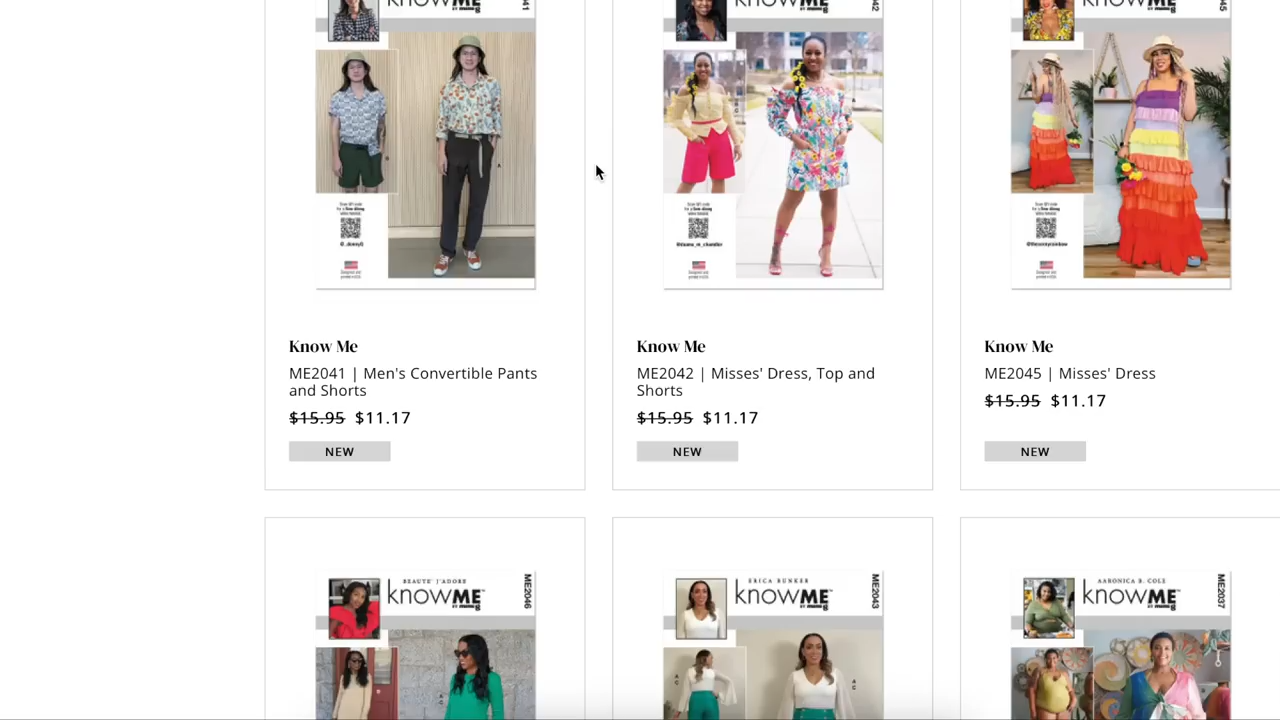 knowME
knowME
knowME
@_donnyQ
Know Me
ME2041 | Men's Convertible Pants
and Shorts
$15.95 $11.17
NEW
Know Me
ME2042 | Misses' Dress, Top and
Shorts
$15.95 $11.17
NEW
Know Me
ME2045 | Misses' Dress
$15.95 $11.17
NEW
BEAUTE' J'ADORE
knowME
ME2046
ERICA BUNKER
knowME
ME2043
AARONICA B. COLE
knowME
ME2037